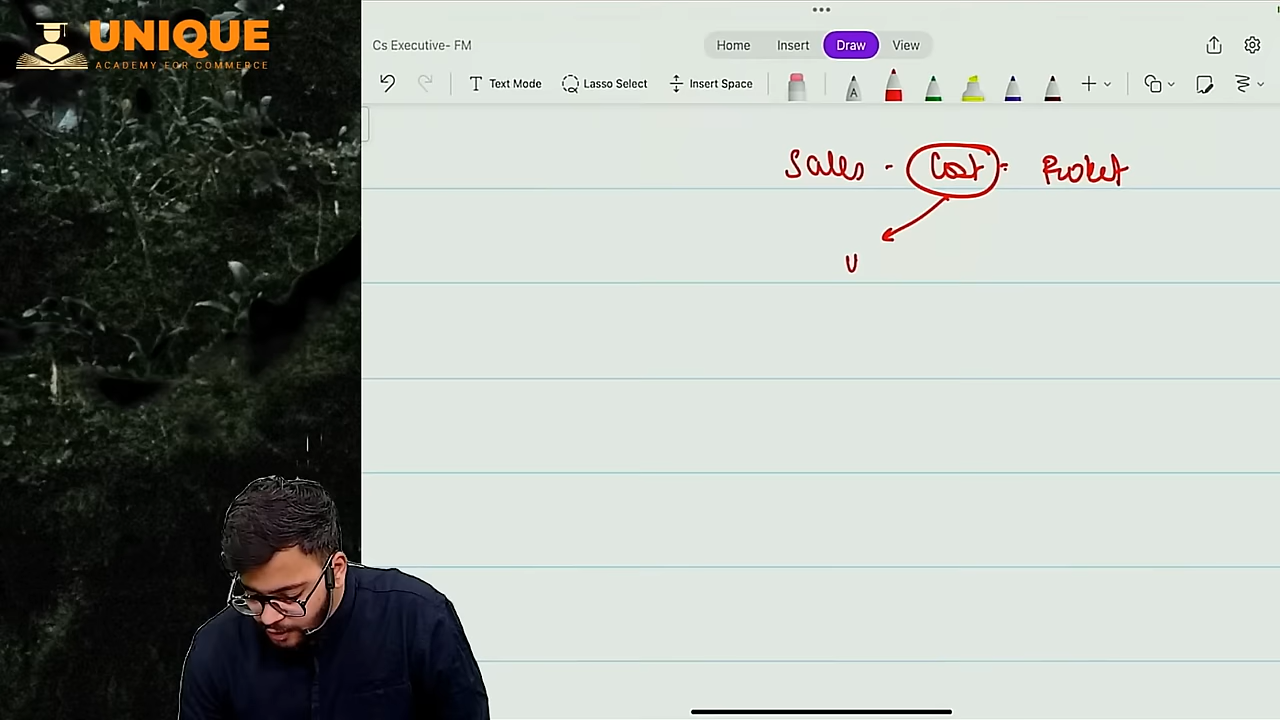 UNIQUE
ACADEMY FOR COMMERCE
Cs Executive- FM
Home Insert Draw View
Text Mode Lasso Select Insert Space
A
Sales - Cost = Profit
V